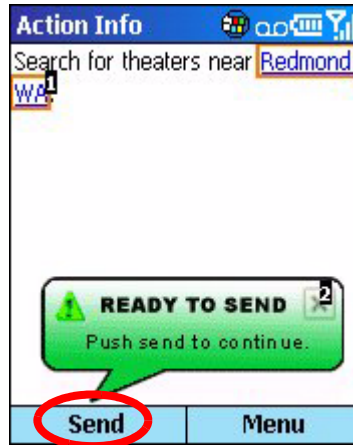 Action Info
Search for theaters near Redmond
WA.
1
2
READY TO SEND
Push send to continue.
Send Menu